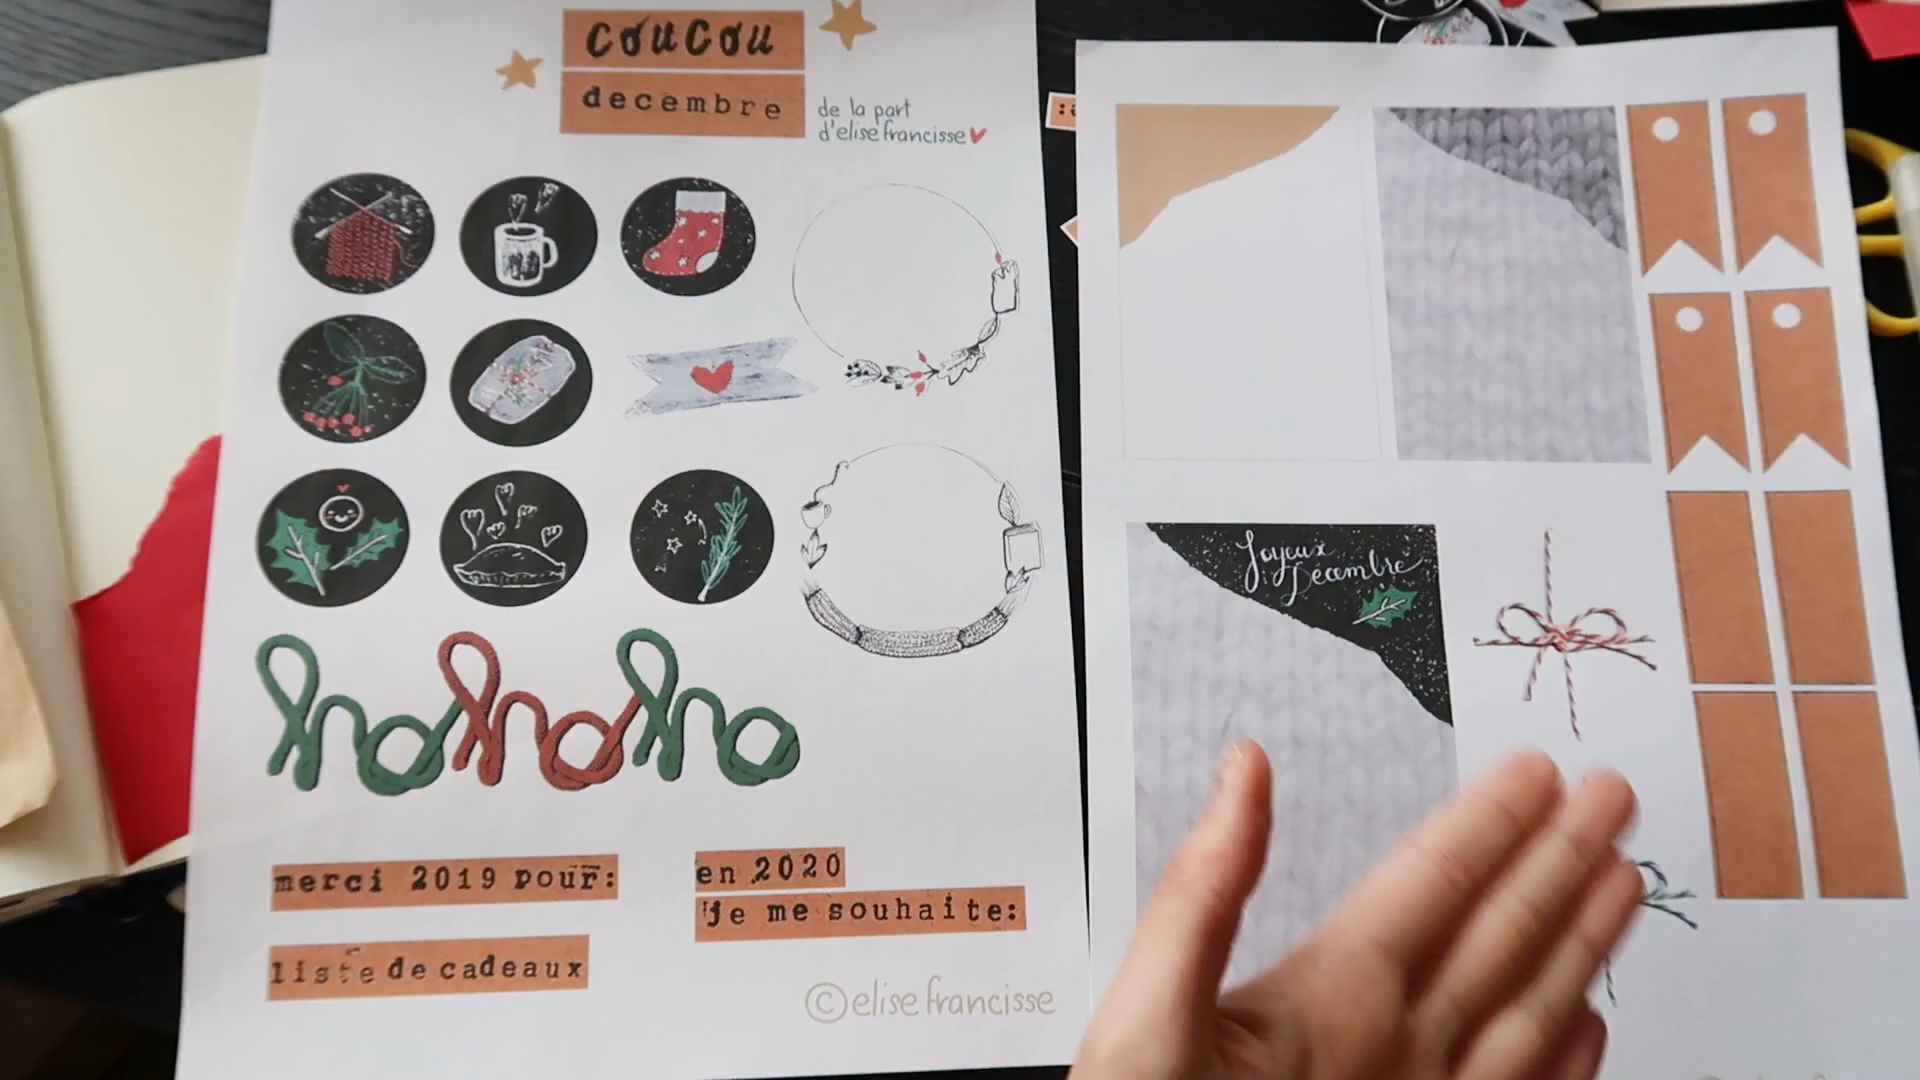 coucou
decembre
de la part
d'elise francisse
hohoho
merci 2019 pour:
en 2020
je me souhaite:
liste de cadeaux
©elise francisse
Joyeux
Décembre